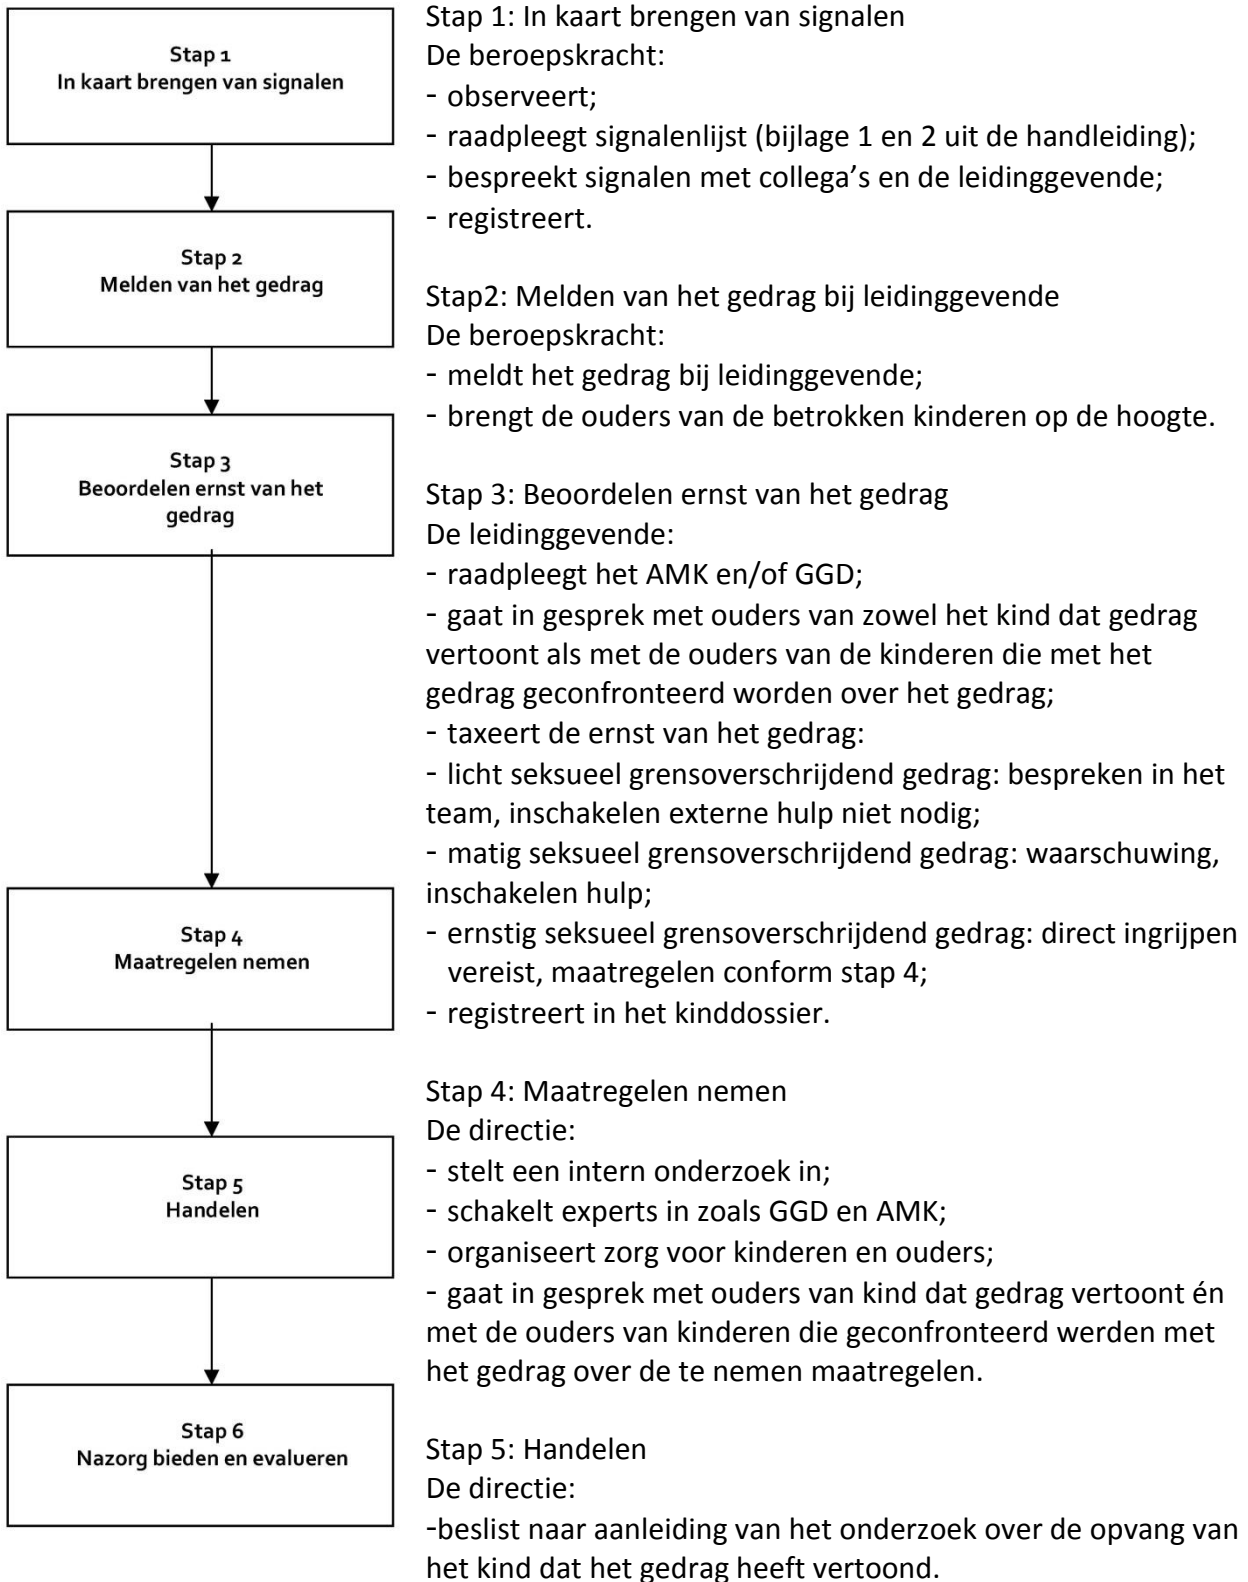 Stap 1
In kaart brengen van signalen
Stap 2
Melden van het gedrag
Stap 3
Beoordelen ernst van het
gedrag
Stap 4
Maatregelen nemen
Stap 5
Handelen
Stap 6
Nazorg bieden en evalueren
Stap 1: In kaart brengen van signalen
De beroepskracht:
- observeert;
- raadpleegt signalenlijst (bijlage 1 en 2 uit de handleiding);
- bespreekt signalen met collega’s en de leidinggevende;
- registreert.
Stap2: Melden van het gedrag bij leidinggevende
De beroepskracht:
- meldt het gedrag bij leidinggevende;
- brengt de ouders van de betrokken kinderen op de hoogte.
Stap 3: Beoordelen ernst van het gedrag
De leidinggevende:
- raadpleegt het AMK en/of GGD;
- gaat in gesprek met ouders van zowel het kind dat gedrag
vertoont als met de ouders van de kinderen die met het
gedrag geconfronteerd worden over het gedrag;
- taxeert de ernst van het gedrag:
- licht seksueel grensoverschrijdend gedrag: bespreken in het
team, inschakelen externe hulp niet nodig;
- matig seksueel grensoverschrijdend gedrag: waarschuwing,
inschakelen hulp;
- ernstig seksueel grensoverschrijdend gedrag: direct ingrijpen
vereist, maatregelen conform stap 4;
- registreert in het kinddossier.
Stap 4: Maatregelen nemen
De directie:
- stelt een intern onderzoek in;
- schakelt experts in zoals GGD en AMK;
- organiseert zorg voor kinderen en ouders;
- gaat in gesprek met ouders van kind dat gedrag vertoont én
met de ouders van kinderen die geconfronteerd werden met
het gedrag over de te nemen maatregelen.
Stap 5: Handelen
De directie:
-beslist naar aanleiding van het onderzoek over de opvang van
het kind dat het gedrag heeft vertoond.